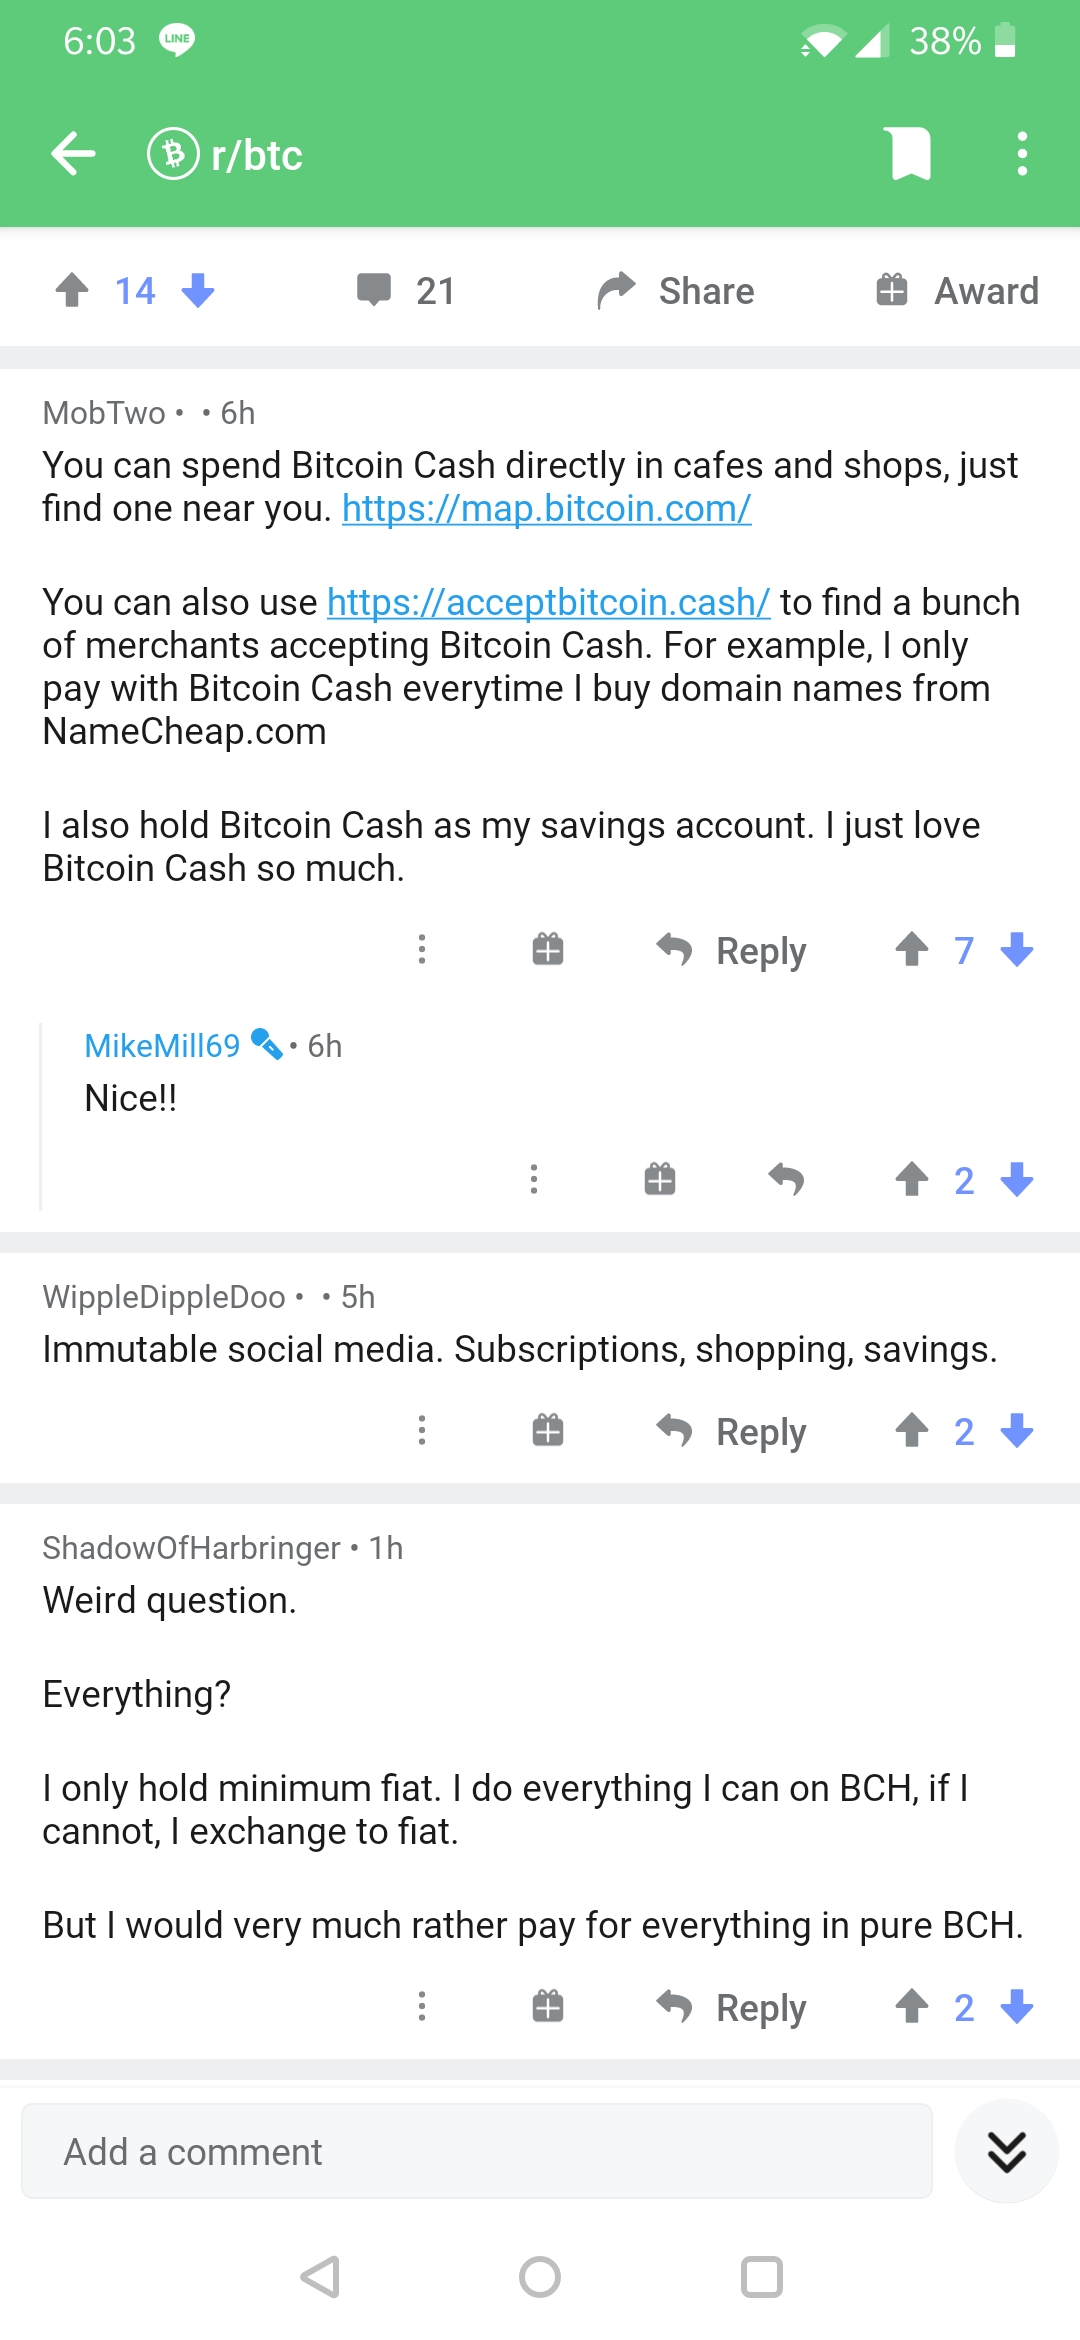 6:03 LINE 38%
r/btc
14 21 Share Award
MobTwo • • 6h
You can spend Bitcoin Cash directly in cafes and shops, just
find one near you. https://map.bitcoin.com/
You can also use https://acceptbitcoin.cash/ to find a bunch
of merchants accepting Bitcoin Cash. For example, I only
pay with Bitcoin Cash everytime I buy domain names from
NameCheap.com
I also hold Bitcoin Cash as my savings account. I just love
Bitcoin Cash so much.
Reply 7
MikeMill69 • 6h
Nice!!
2
WippleDippleDoo • • 5h
Immutable social media. Subscriptions, shopping, savings.
Reply 2
ShadowOfHarbringer • 1h
Weird question.
Everything?
I only hold minimum fiat. I do everything I can on BCH, if I
cannot, I exchange to fiat.
But I would very much rather pay for everything in pure BCH.
Reply 2
Add a comment